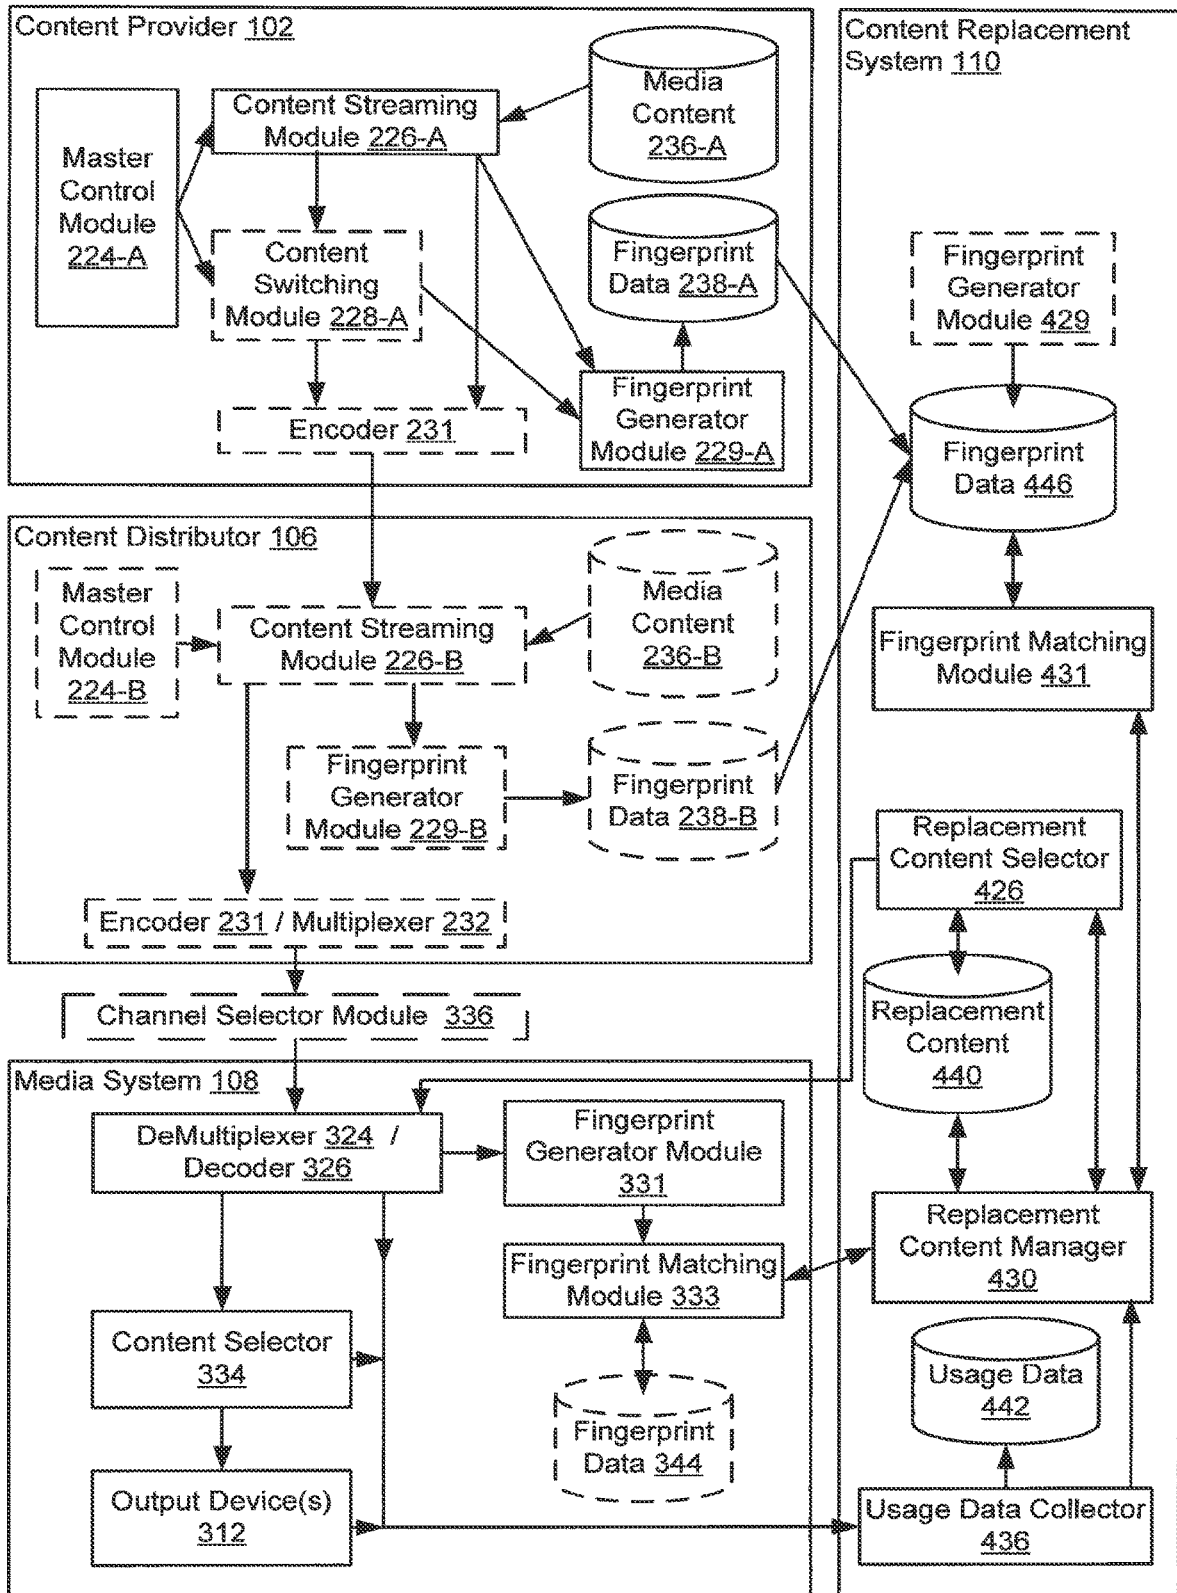 Content Provider 102
Master
Control
Module
224-A
Content Streaming
Module 226-A
Media
Content
236-A
Content
Switching
Module 228-A
Fingerprint
Data 238-A
Encoder 231
Fingerprint
Generator
Module 229-A
Content Distributor 106
Master
Control
Module
224-B
Content Streaming
Module 226-B
Media
Content
236-B
Fingerprint
Generator
Module 229-B
Fingerprint
Data 238-B
Encoder 231 / Multiplexer 232
Channel Selector Module 336
Media System 108
DeMultiplexer 324 /
Decoder 326
Fingerprint
Generator Module
331
Fingerprint Matching
Module 333
Content Selector
334
Fingerprint
Data 344
Output Device(s)
312
Content Replacement
System 110
Fingerprint
Generator
Module 429
Fingerprint
Data 446
Fingerprint Matching
Module 431
Replacement
Content Selector
426
Replacement
Content
440
Replacement
Content Manager
430
Usage Data
442
Usage Data Collector
436